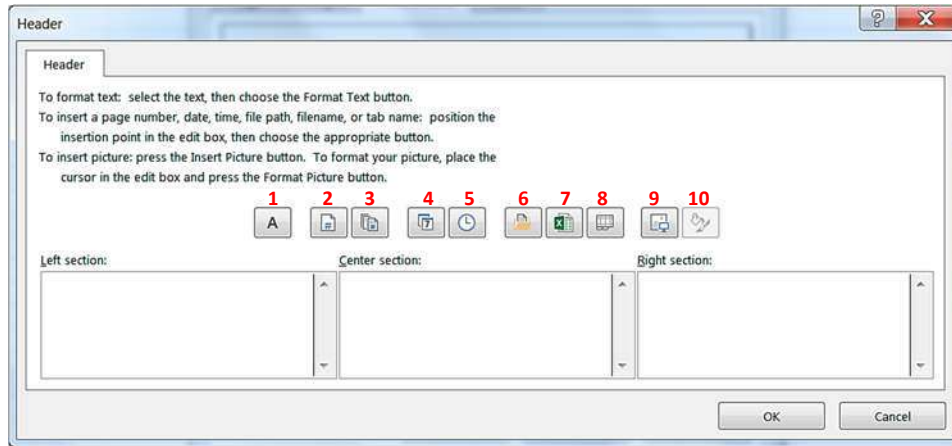 Header
Header
To format text: select the text, then choose the Format Text button.
To insert a page number, date, time, file path, filename, or tab name: position the
insertion point in the edit box, then choose the appropriate button.
To insert picture: press the Insert Picture button. To format your picture, place the
cursor in the edit box and press the Format Picture button.
1 2 3 4 5 6 7 8 9 10
A # # 7 X
Left section: Center section: Right section:
OK Cancel